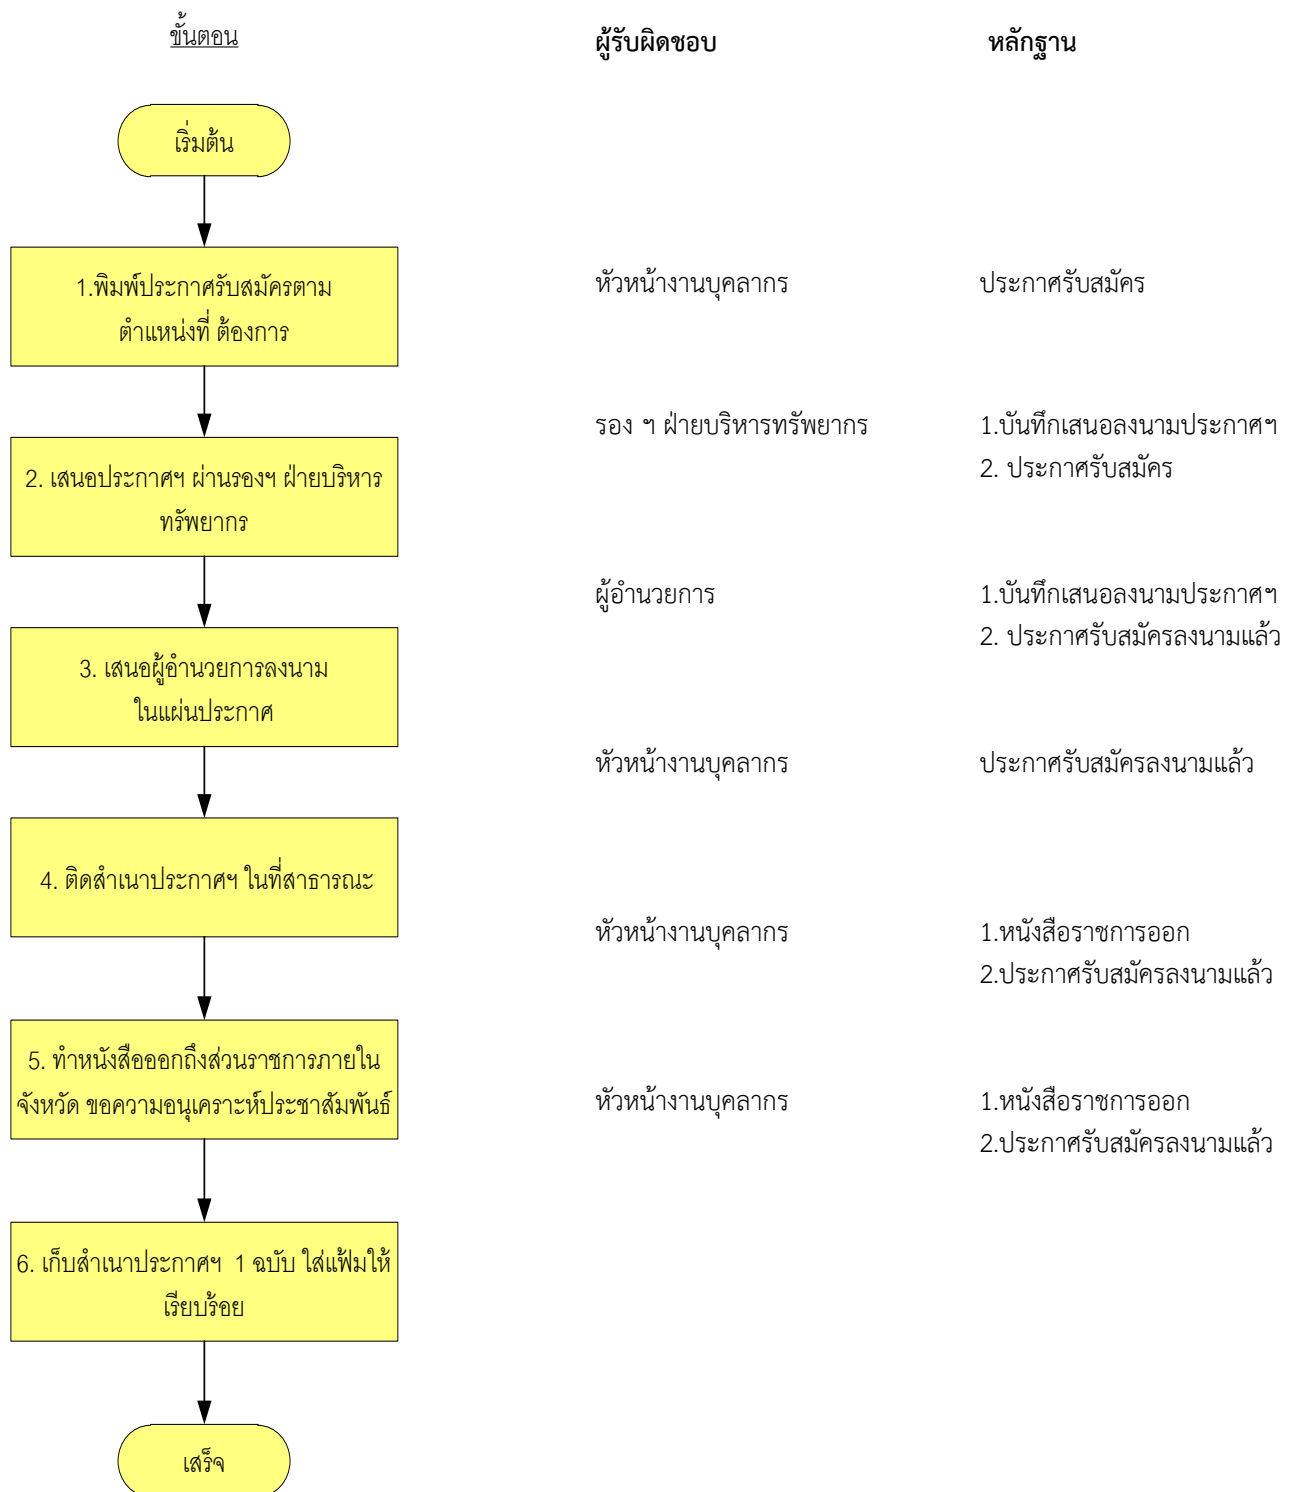 ขั้นตอน
ผู้รับผิดชอบ
หลักฐาน
เริ่มต้น
1.พิมพ์ประกาศรับสมัครตาม
ตำแหน่งที่ ต้องการ
หัวหน้างานบุคลากร
ประกาศรับสมัคร
2. เสนอประกาศฯ ผ่านรองฯ ฝ่ายบริหาร
ทรัพยากร
รอง ฯ ฝ่ายบริหารทรัพยากร
1.บันทึกเสนอลงนามประกาศฯ
2. ประกาศรับสมัคร
3. เสนอผู้อำนวยการลงนาม
ในแผ่นประกาศ
ผู้อำนวยการ
1.บันทึกเสนอลงนามประกาศฯ
2. ประกาศรับสมัครลงนามแล้ว
4. ติดสำเนาประกาศฯ ในที่สาธารณะ
หัวหน้างานบุคลากร
ประกาศรับสมัครลงนามแล้ว
5. ทำหนังสือออกถึงส่วนราชการภายใน
จังหวัด ขอความอนุเคราะห์ประชาสัมพันธ์
หัวหน้างานบุคลากร
1.หนังสือราชการออก
2.ประกาศรับสมัครลงนามแล้ว
6. เก็บสำเนาประกาศฯ 1 ฉบับ ใส่แฟ้มให้
เรียบร้อย
หัวหน้างานบุคลากร
1.หนังสือราชการออก
2.ประกาศรับสมัครลงนามแล้ว
เสร็จ